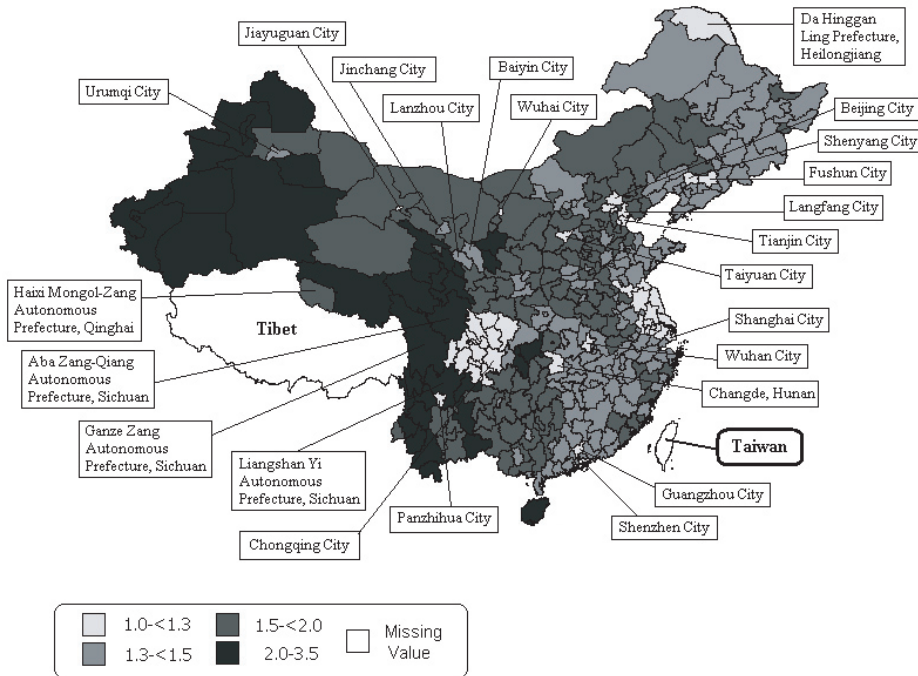 Da Hinggan
Ling Prefecture,
Heilongjiang
Jiayuguan City
Jinchang City
Baiyin City
Urumqi City
Lanzhou City
Wuhai City
Beijing City
Shenyang City
Fushun City
Langfang City
Tianjin City
Taiyuan City
Haixi Mongol-Zang
Autonomous
Prefecture, Qinghai
Tibet
Shanghai City
Aba Zang-Qiang
Autonomous
Prefecture, Sichuan
Wuhan City
Changde, Hunan
Ganze Zang
Autonomous
Prefecture, Sichuan
Taiwan
Liangshan Yi
Autonomous
Prefecture, Sichuan
Guangzhou City
Panzhihua City
Shenzhen City
Chongqing City
1.0-<1.3
1.5-<2.0
Missing
Value
1.3-<1.5
2.0-3.5